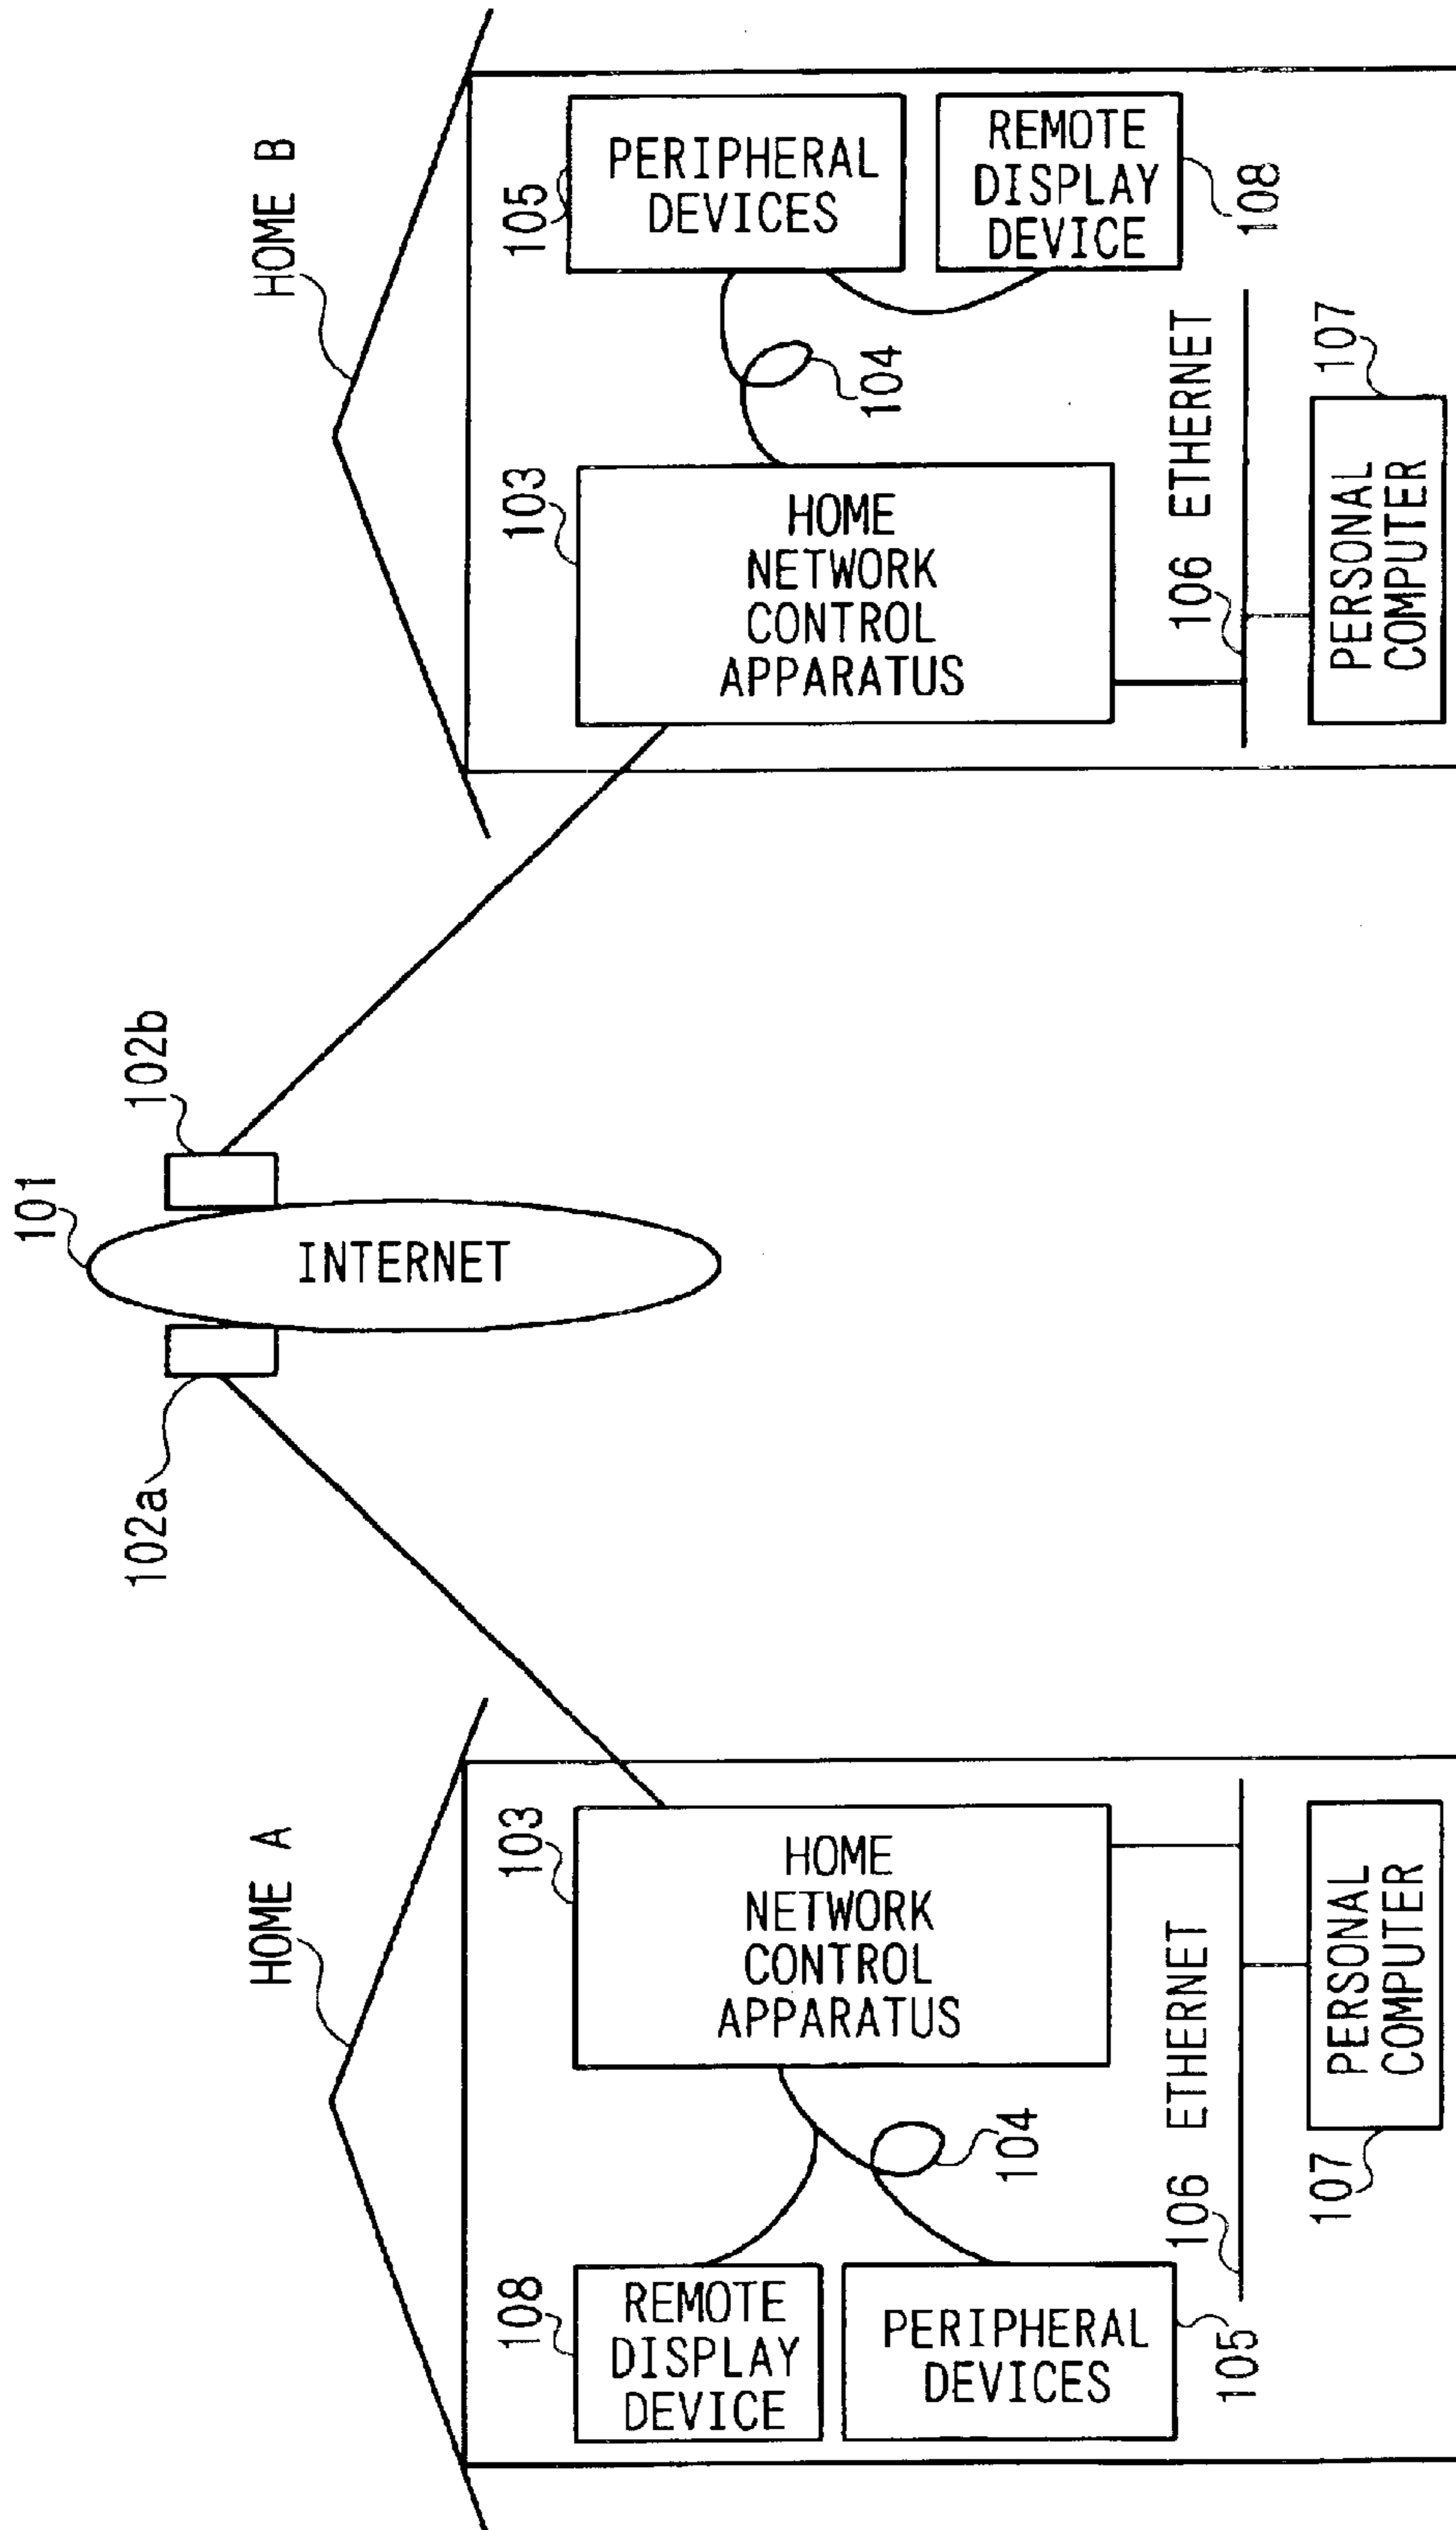 101
102a
102b
INTERNET
HOME A
103
HOME
NETWORK
CONTROL
APPARATUS
104
108
REMOTE
DISPLAY
DEVICE
PERIPHERAL
DEVICES
105
106 ETHERNET
PERSONAL
COMPUTER
107
HOME B
103
HOME
NETWORK
CONTROL
APPARATUS
104
105
PERIPHERAL
DEVICES
REMOTE
DISPLAY
DEVICE
108
106 ETHERNET
107
PERSONAL
COMPUTER